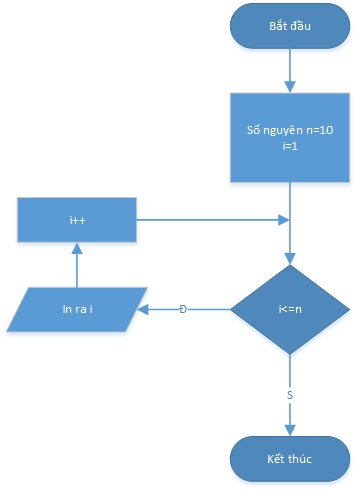 Bắt đầu
Số nguyên n=10
i=1
i++
In ra i
Đ
i<=n
S
Kết thúc